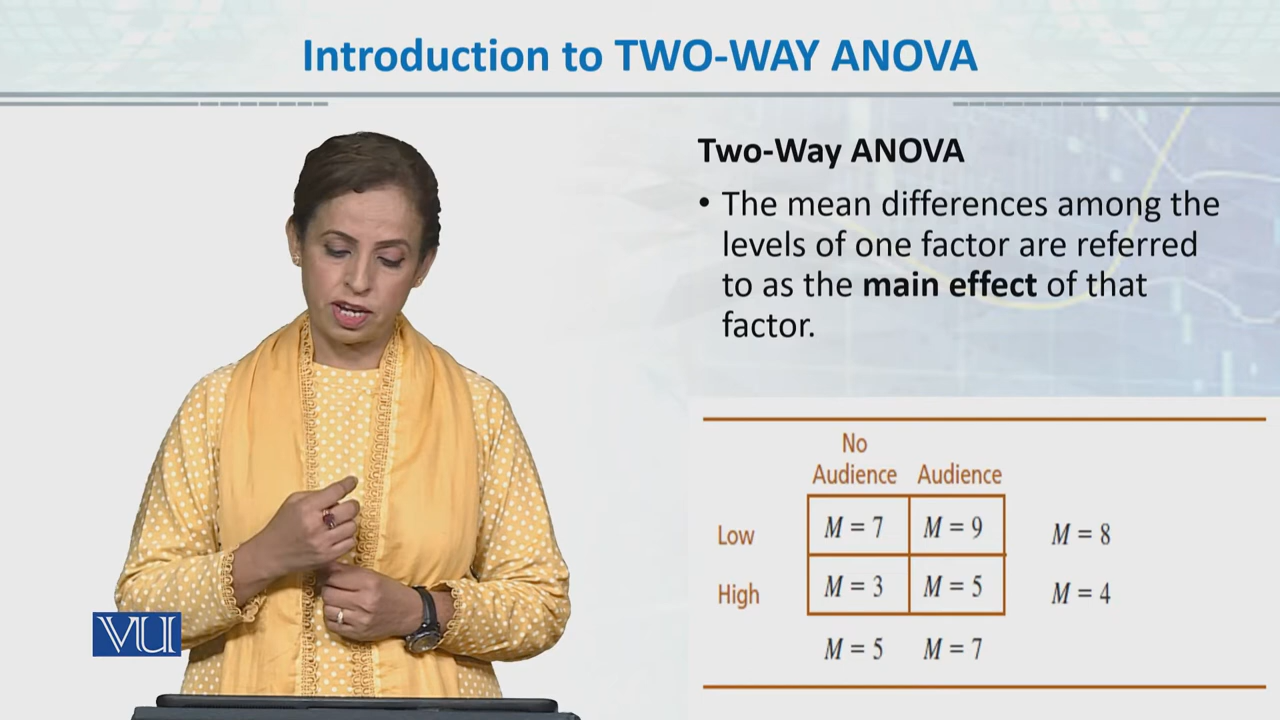 Introduction to TWO-WAY ANOVA
Two-Way ANOVA
• The mean differences among the
levels of one factor are referred
to as the main effect of that
factor.
No
Audience Audience
Low M = 7 M = 9 M = 8
High M = 3 M = 5 M = 4
M = 5 M = 7
VU